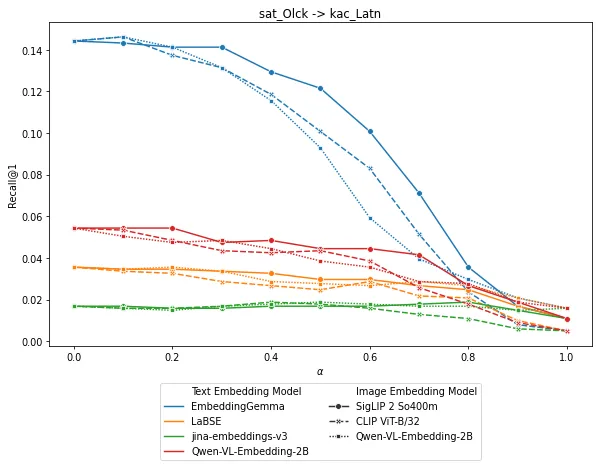 sat_Olck -> kac_Latn
0.14
0.12
0.10
0.08
0.06
0.04
0.02
0.00
Recall@1
0.0 0.2 0.4 0.6 0.8 1.0
α
Text Embedding Model
EmbeddingGemma
LaBSE
jina-embeddings-v3
Qwen-VL-Embedding-2B
Image Embedding Model
SigLIP 2 So400m
CLIP ViT-B/32
Qwen-VL-Embedding-2B